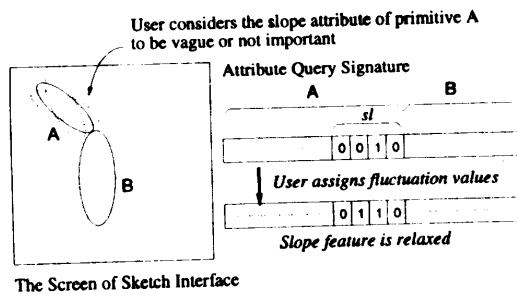 User considers the slope attribute of primitive A
to be vague or not important
Attribute Query Signature
A B
sl
A
0 0 1 0
B
User assigns fluctuation values
0 1 1 0
Slope feature is relaxed
The Screen of Sketch Interface